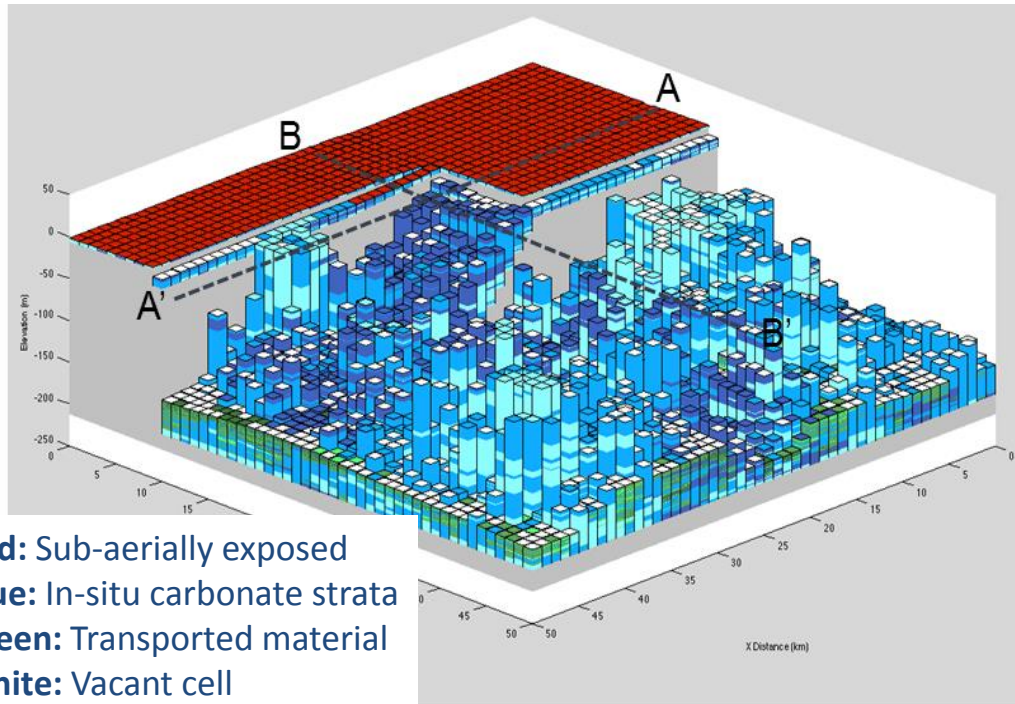 A
B
50
0
-50
-100
-150
-200
-250
Elevation (m)
A'
B'
0
5
10
15
45
50
50
45
40
35
30
25
20
15
10
5
0
X Distance (km)
d: Sub-aerially exposed
ue: In-situ carbonate strata
een: Transported material
hite: Vacant cell